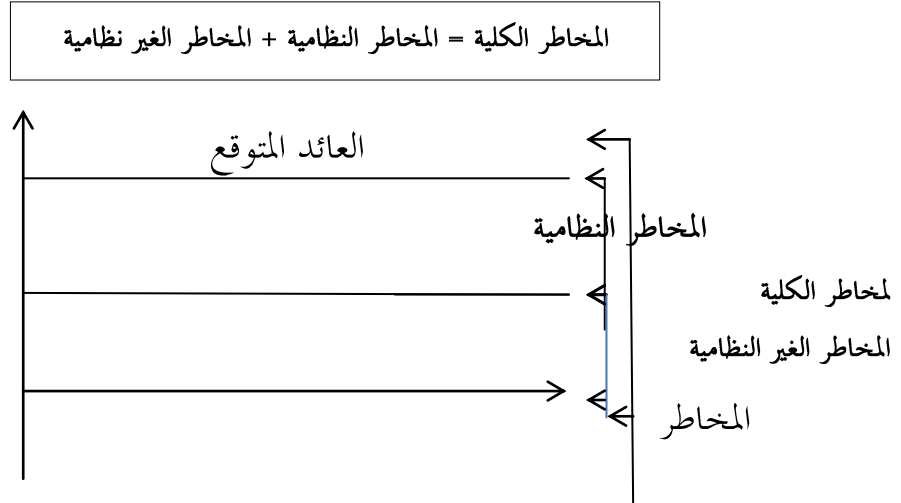 المخاطر الكلية = المخاطر النظامية + المخاطر الغير نظامية
العائد المتوقع
المخاطر النظامية
لمخاطر الكلية
المخاطر الغير النظامية
المخاطر